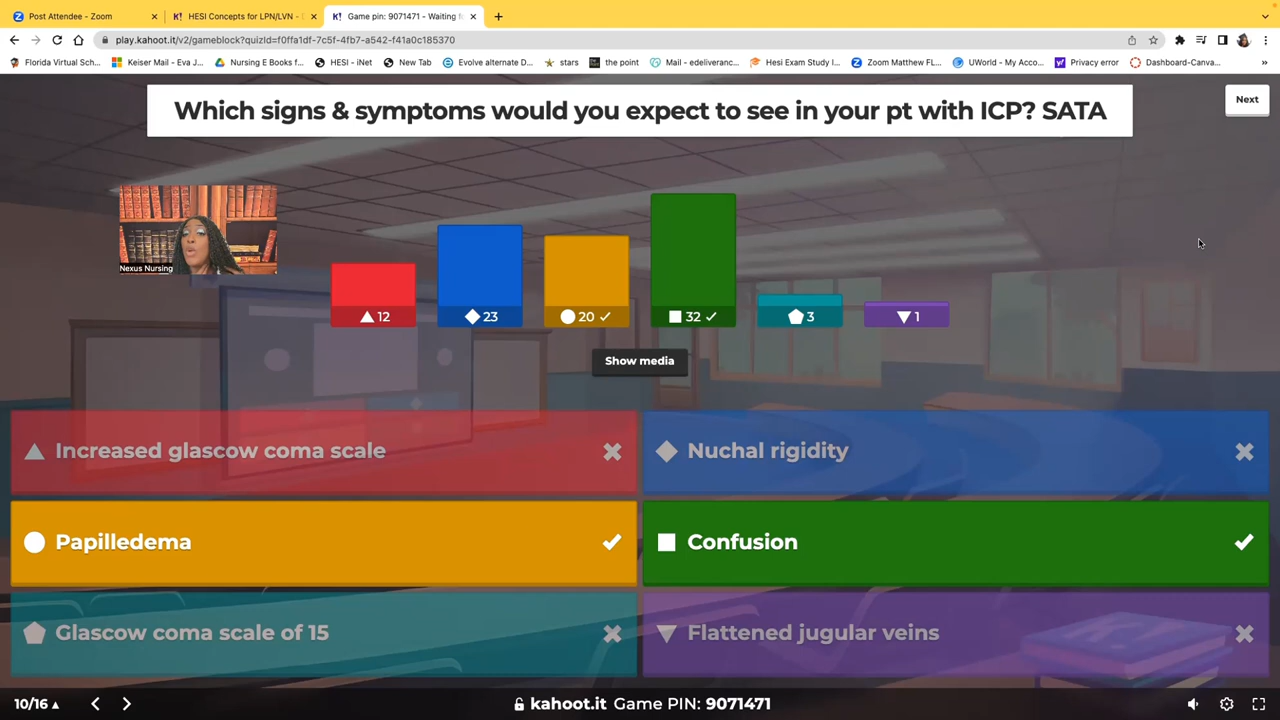 Post Attendee - Zoom
HESI Concepts for LPN/LVN -
Game pin: 9071471 - Waiting
play.kahoot.it/v2/gameblock?quizId=f0ffa1df-7c5f-4fb7-a542-f41a0c185370
Florida Virtual Sch...
Keiser Mail - Eva J...
Nursing E Books f...
HESI - iNet
New Tab
Evolve alternate D...
stars
the point
Mail - edeliveranc...
Hesi Exam Study I...
Zoom Matthew FL...
UWorld - My Acco...
Privacy error
Dashboard-Canva...
Which signs & symptoms would you expect to see in your pt with ICP? SATA
Next
Nexus Nursing
12
23
20
32
3
1
Show media
Increased glascow coma scale
Nuchal rigidity
Papilledema
Confusion
Glascow coma scale of 15
Flattened jugular veins
10/16
kahoot.it Game PIN: 9071471